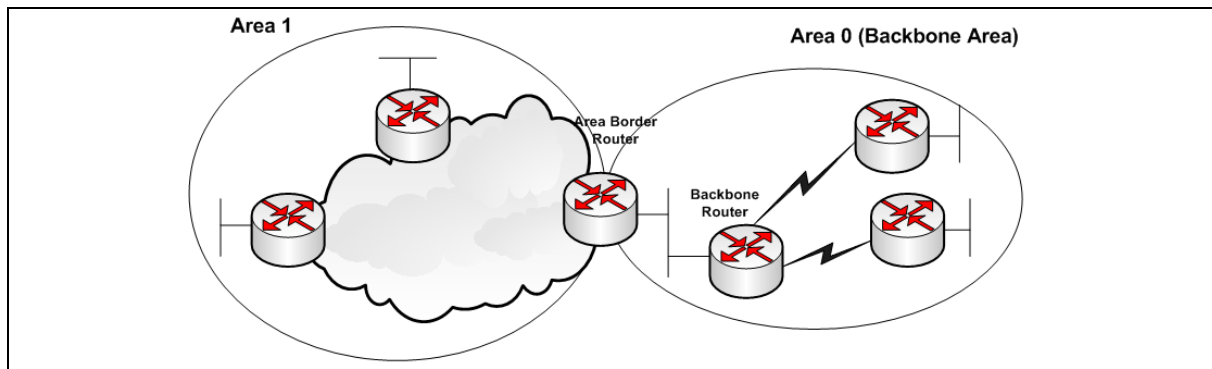 Area 1
Area 0 (Backbone Area)
Area Border
Router
Backbone
Router